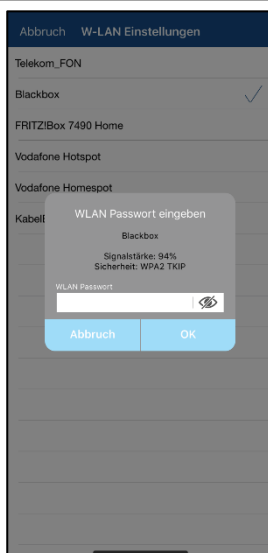 Abbruch W-LAN Einstellungen
Telekom_FON
Blackbox
FRITZ!Box 7490 Home
Vodafone Hotspot
Vodafone Homespot
WLAN Passwort eingeben
Blackbox
Signalstärke: 94%
Sicherheit: WPA2 TKIP
WLAN Passwort
Abbruch OK